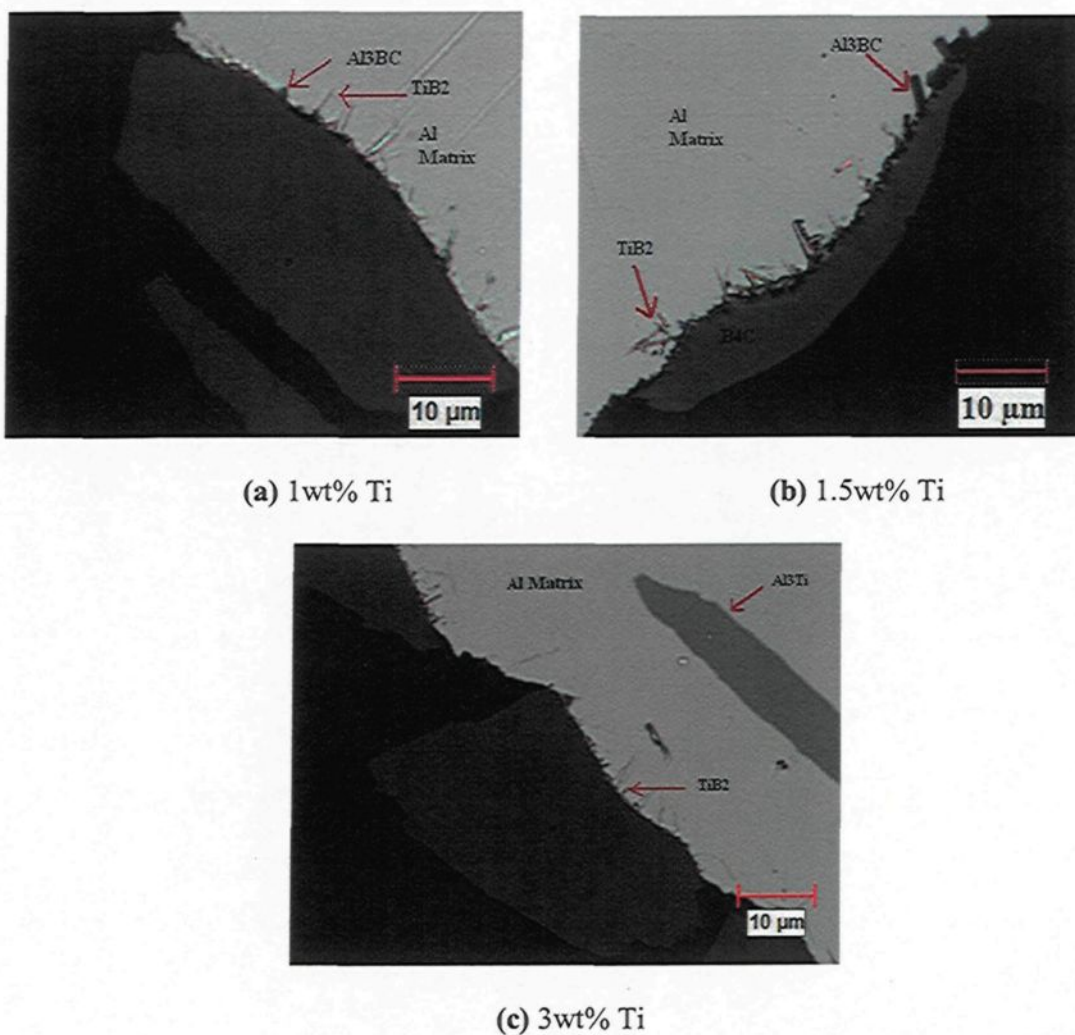 Al3BC
TiB2
Al
Matrix
10 µm
(a) 1wt% Ti
Al3BC
Al
Matrix
TiB2
B4C
10 µm
(b) 1.5wt% Ti
Al Matrix
Al3Ti
TiB2
10 µm
(c) 3wt% Ti